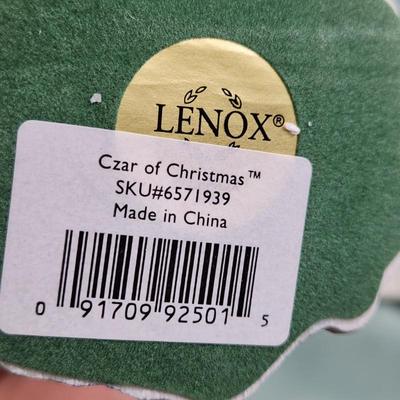 LENOX®
Czar of Christmas™
SKU#6571939
Made in China
0 91709 92501 5